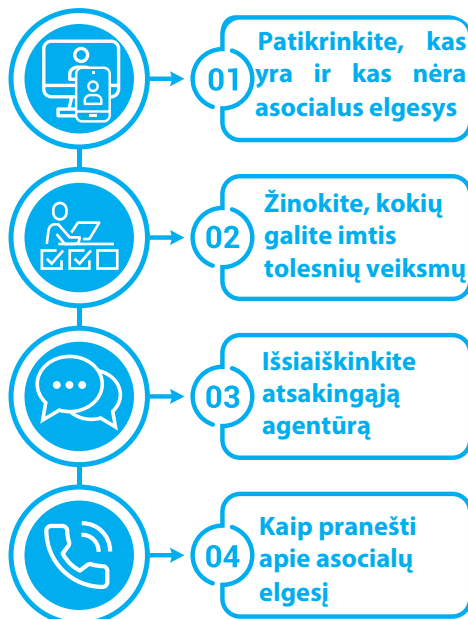 01
Patikrinkite, kas
yra ir kas nėra
asocialus elgesys
02
Žinokite, kokių
galite imtis
tolesnių veiksmų
03
Išsiaiškinkite
atsakingąją
agentūrą
04
Kaip pranešti
apie asocialų
elgesį